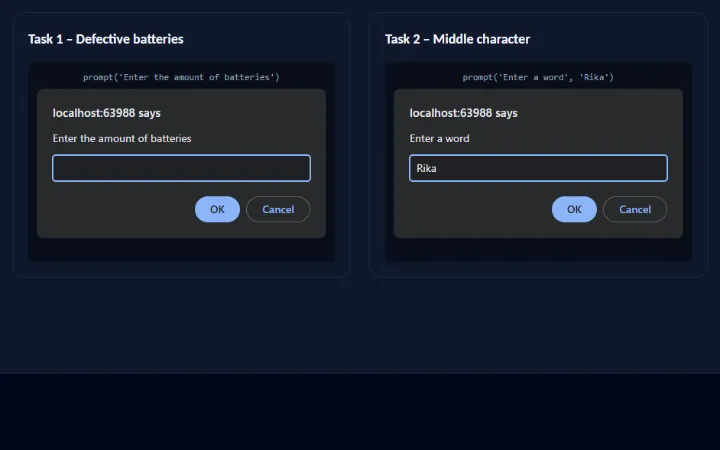 Task 1 – Defective batteries
prompt('Enter the amount of batteries')
localhost:63988 says
Enter the amount of batteries
OK
Cancel
Task 2 – Middle character
prompt('Enter a word', 'Rika')
localhost:63988 says
Enter a word
Rika
OK
Cancel